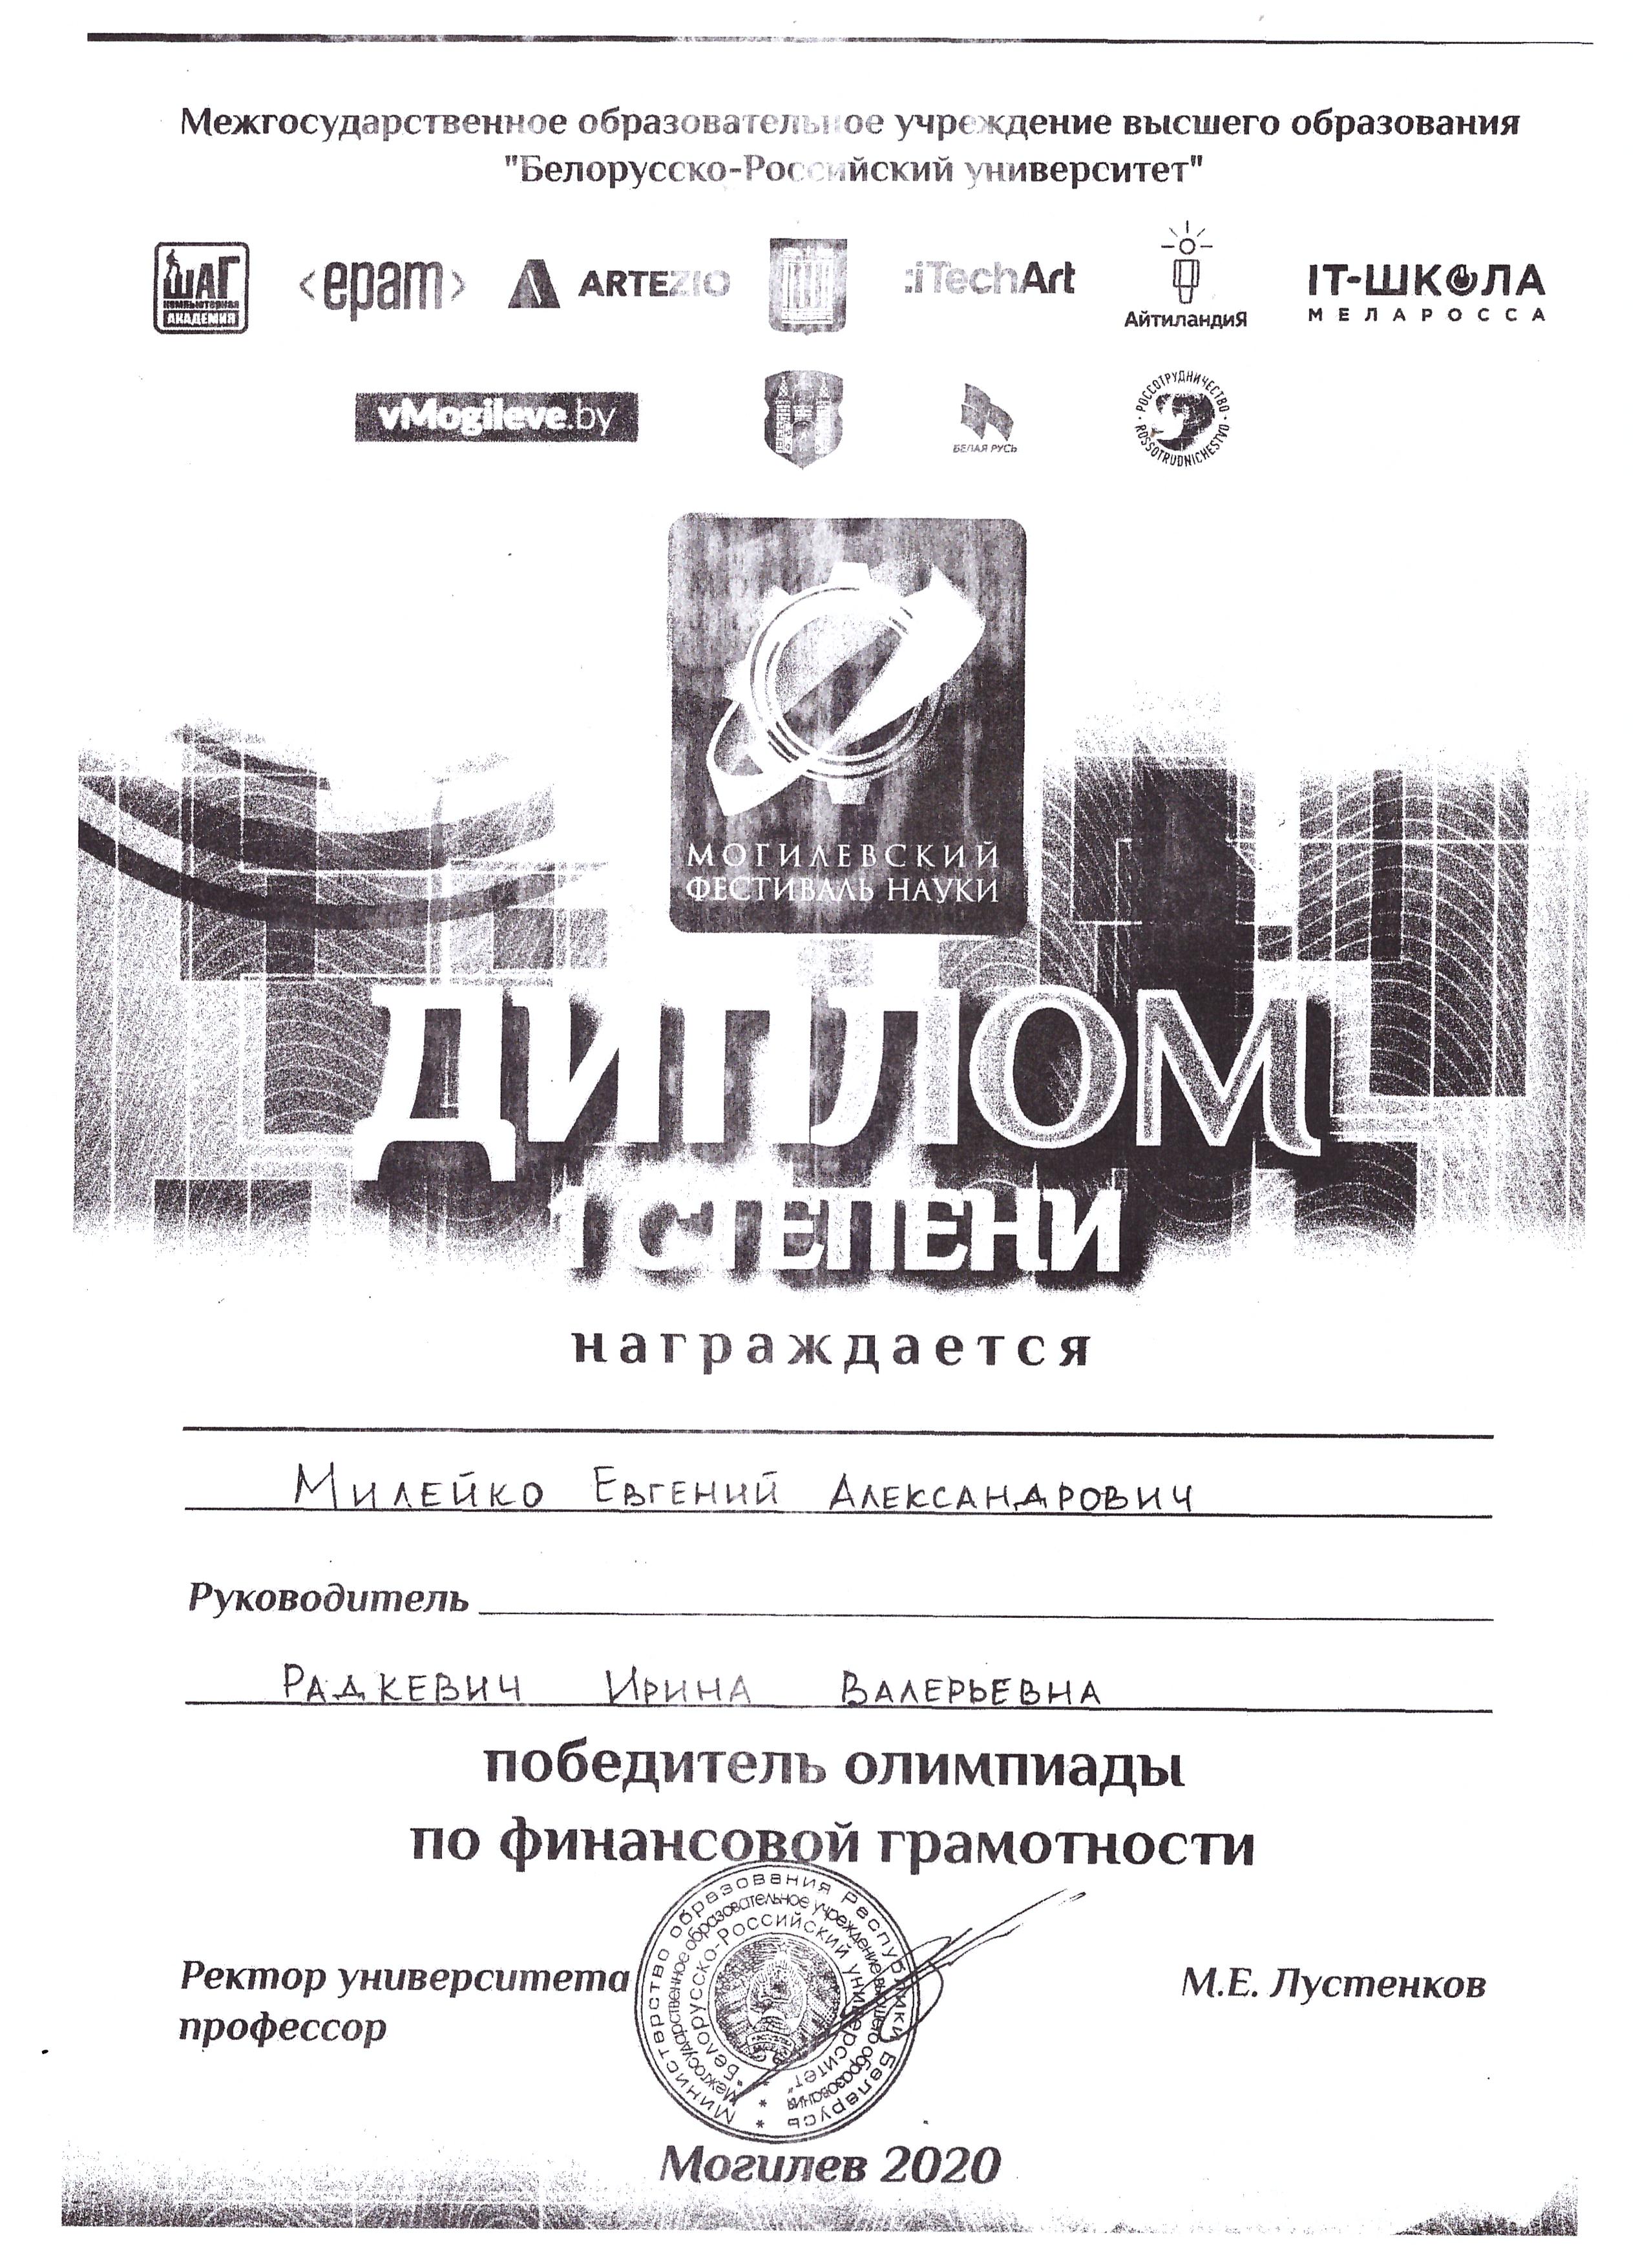 Межгосударственное образовательное учреждение высшего образования
"Белорусско-Российский университет"
ШАГ
компьютерная
АКАДЕМИЯ
<epam>
ARTEZIO
:iTechArt
АйтиландиЯ
IT-ШКОЛА
МЕЛАРОССА
vMogileve.by
БЕЛАЯ РУСЬ
РОССОТРУДНИЧЕСТВО
ROSSOTRUDNICHESTVO
МОГИЛЕВСКИЙ
ФЕСТИВАЛЬ НАУКИ
ДИПЛОМ
1 СТЕПЕНИ
награждается
Милейко Евгений Александрович
Руководитель
Радкевич Ирина Валерьевна
победитель олимпиады
по финансовой грамотности
Министерство образования Республики Беларусь
Межгосударственное образовательное учреждение высшего образования
"Белорусско-Российский университет"
Ректор университета
профессор
М.Е. Лустенков
Могилев 2020